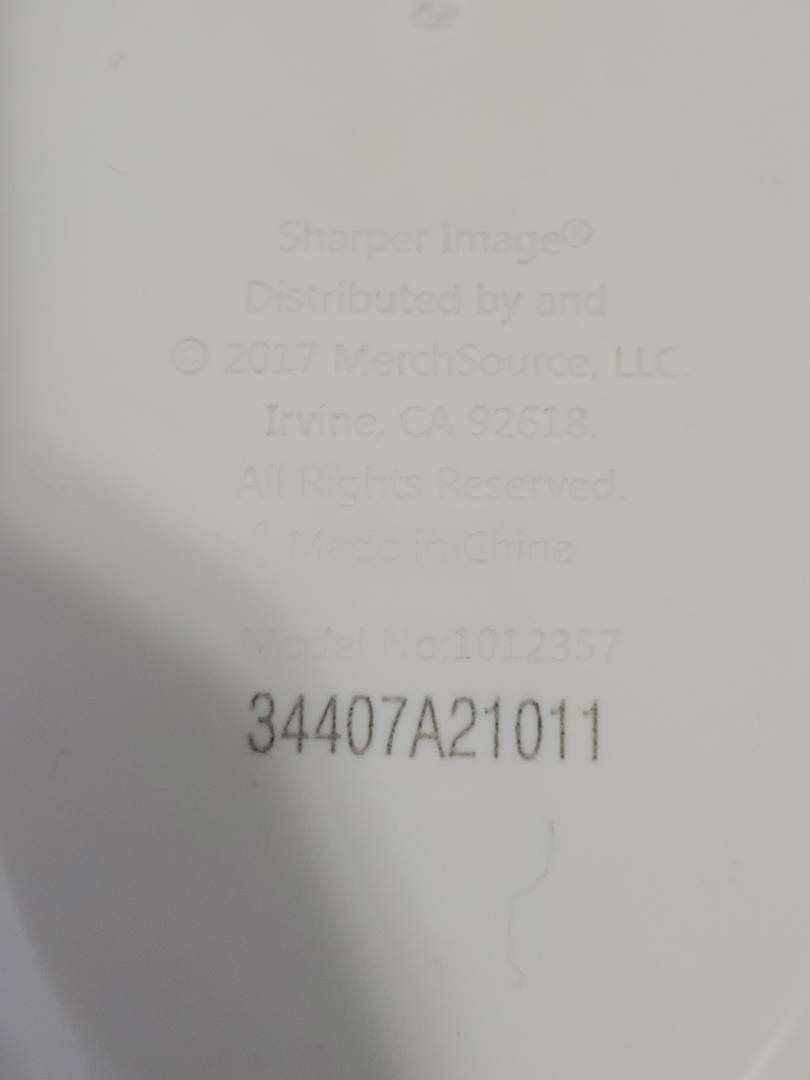 Sharper Image®
Distributed by and
© 2017 MerchSource, LLC
Irvine, CA 92618.
All Rights Reserved.
Made in China
Model No:1012357
34407A21011